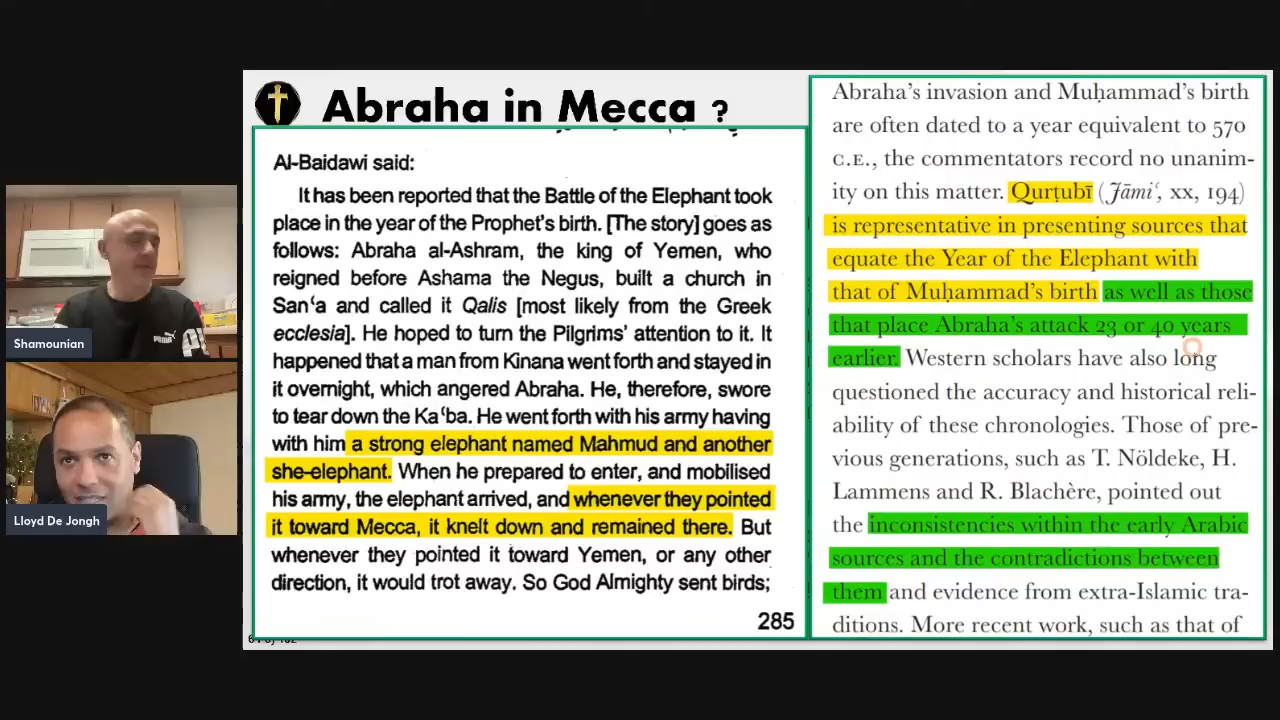 Abraha in Mecca ?
Al-Baidawi said:
It has been reported that the Battle of the Elephant took
place in the year of the Prophet's birth. [The story] goes as
follows: Abraha al-Ashram, the king of Yemen, who
reigned before Ashama the Negus, built a church in
San'a and called it Qalis [most likely from the Greek
ecclesia]. He hoped to turn the Pilgrims' attention to it. It
happened that a man from Kinana went forth and stayed in
it overnight, which angered Abraha. He, therefore, swore
to tear down the Ka'ba. He went forth with his army having
with him a strong elephant named Mahmud and another
she-elephant. When he prepared to enter, and mobilised
his army, the elephant arrived, and whenever they pointed
it toward Mecca, it knelt down and remained there. But
whenever they pointed it toward Yemen, or any other
direction, it would trot away. So God Almighty sent birds;
285
Abraha's invasion and Muḥammad's birth
are often dated to a year equivalent to 570
C.E., the commentators record no unanim-
ity on this matter. Qurṭubī (Jāmiʿ, xx, 194)
is representative in presenting sources that
equate the Year of the Elephant with
that of Muḥammad's birth as well as those
that place Abraha's attack 23 or 40 years
earlier. Western scholars have also long
questioned the accuracy and historical reli-
ability of these chronologies. Those of pre-
vious generations, such as T. Nöldeke, H.
Lammens and R. Blachère, pointed out
the inconsistencies within the early Arabic
sources and the contradictions between
them and evidence from extra-Islamic tra-
ditions. More recent work, such as that of
Shamounian
Lloyd De Jongh